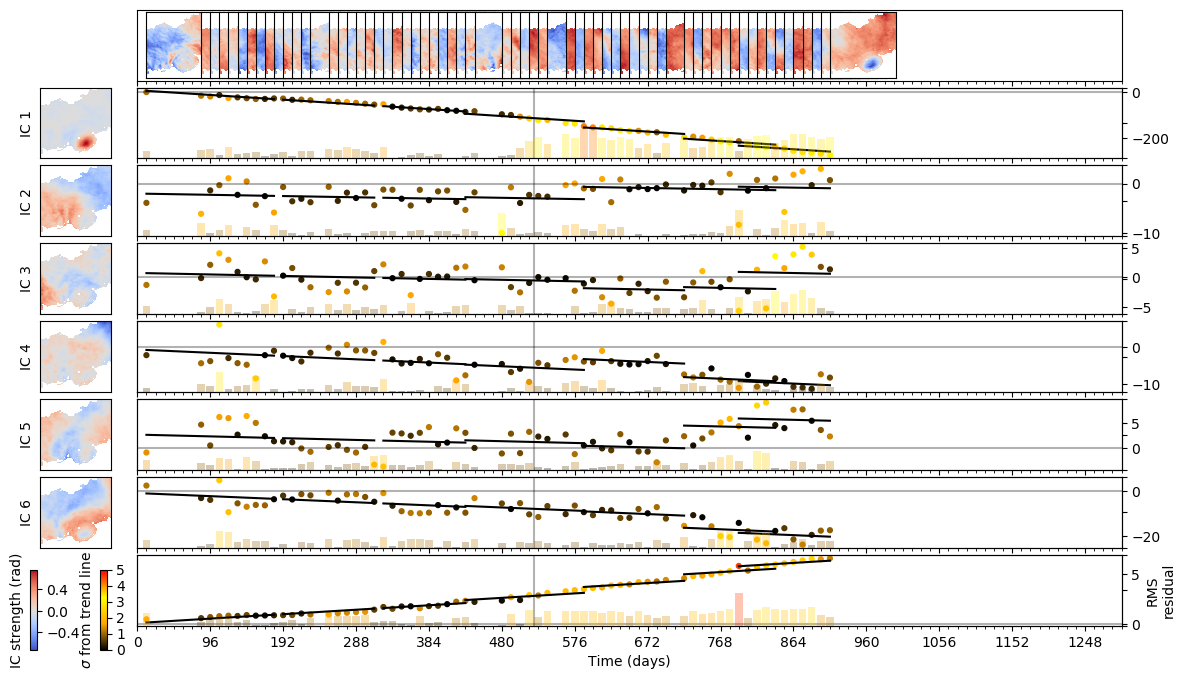 IC 1
0
−200
IC 2
0
−10
IC 3
5
0
−5
IC 4
0
−10
IC 5
5
0
IC 6
0
−20
RMS
residual
5
0
IC strength (rad)
0.4
0.0
−0.4
σ from trend line
5
4
3
2
1
0
0 96 192 288 384 480 576 672 768 864 960 1056 1152 1248
Time (days)